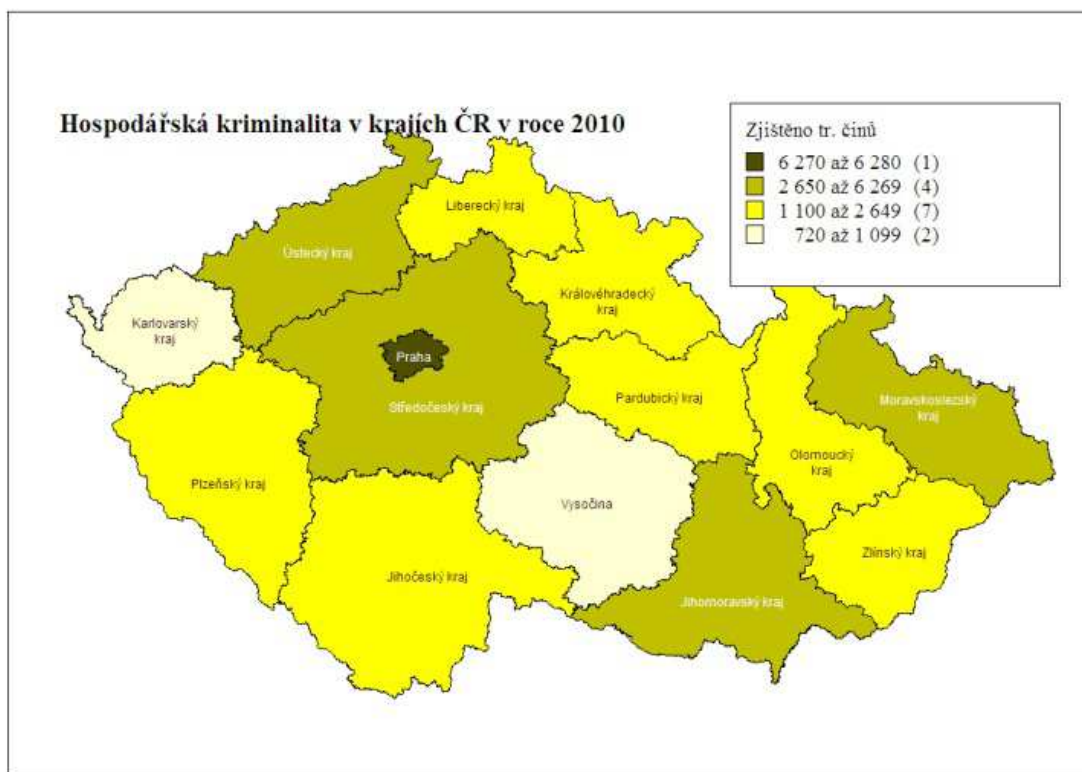 Hospodářská kriminalita v krajích ČR v roce 2010
Zjištěno tr. činů
6 270 až 6 280 (1)
2 650 až 6 269 (4)
1 100 až 2 649 (7)
720 až 1 099 (2)
Liberecký kraj
Ústecký kraj
Královéhradecký
kraj
Karlovarský
kraj
Praha
Středočeský kraj
Pardubický kraj
Moravskoslezský
kraj
Olomoucký
kraj
Plzeňský kraj
Vysočina
Zlínský kraj
Jihočeský kraj
Jihomoravský kraj